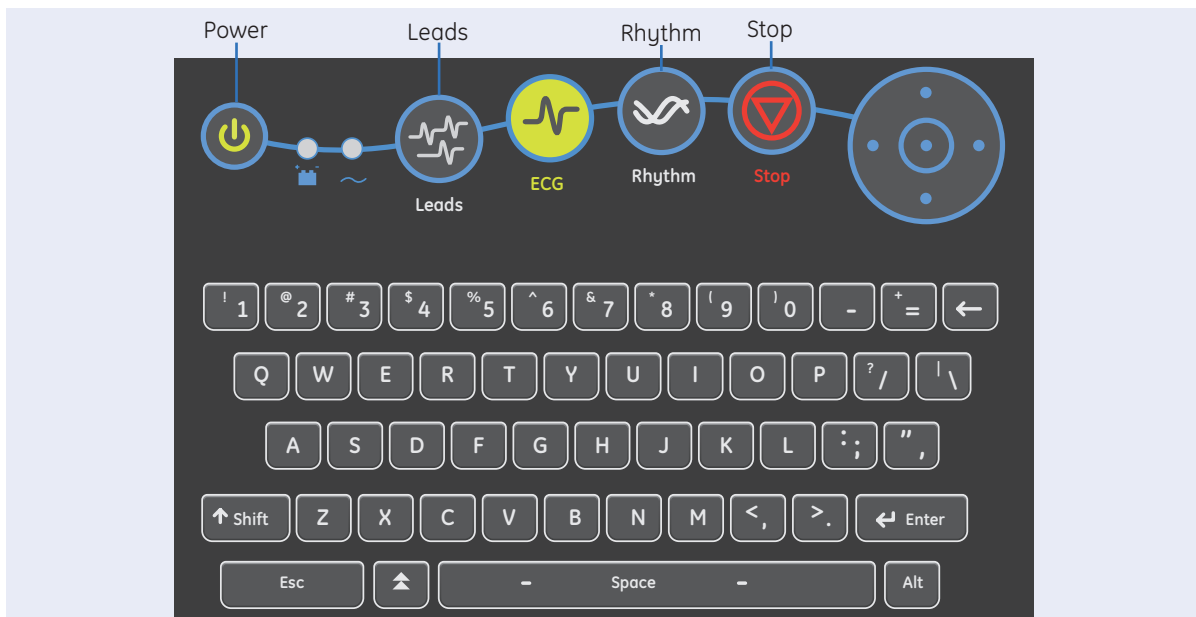 Power Leads Rhythm Stop
ECG Rhythm Stop
Leads
! 1 @ 2 # 3 $ 4 % 5 ^ 6 & 7 * 8 ( 9 ) 0 - + = ←
Q W E R T Y U I O P ? / | \
A S D F G H J K L : ; " ,
↑ Shift Z X C V B N M < , > . ↵ Enter
Esc - Space - Alt